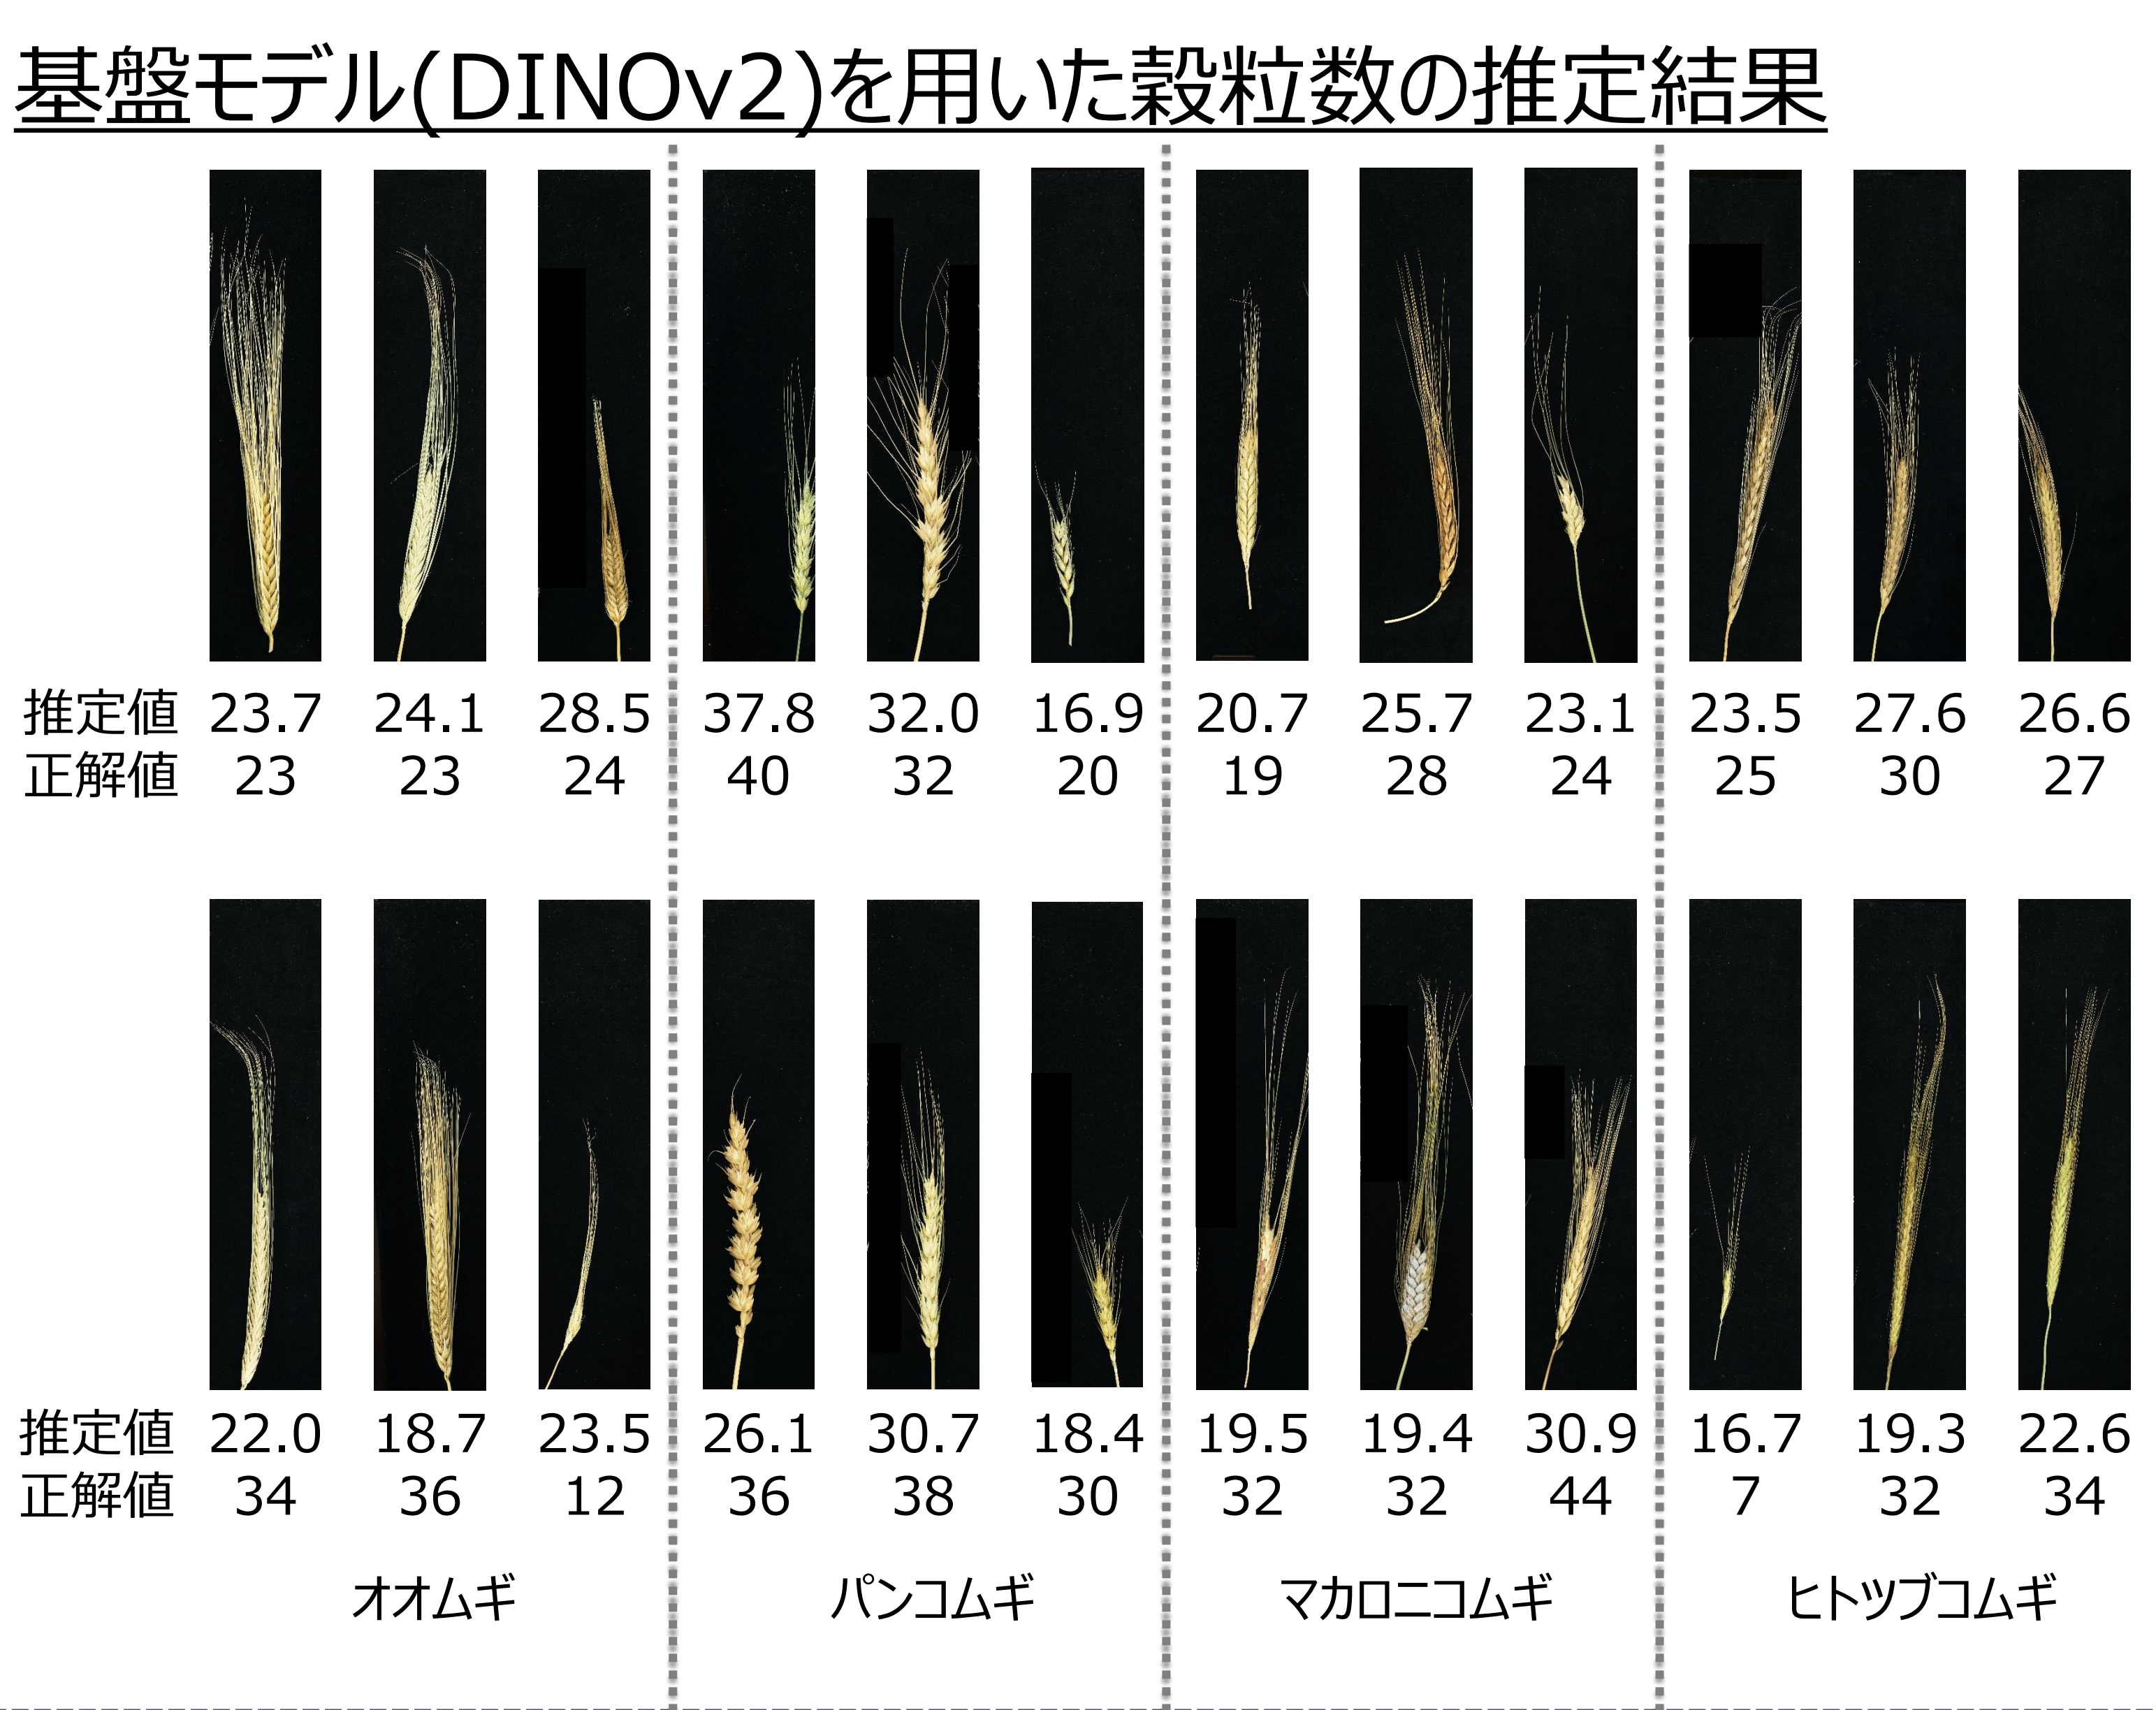 基盤モデル(DINOv2)を用いた穀粒数の推定結果
推定値 23.7 24.1 28.5 37.8 32.0 16.9 20.7 25.7 23.1 23.5 27.6 26.6
正解値 23 23 24 40 32 20 19 28 24 25 30 27
推定値 22.0 18.7 23.5 26.1 30.7 18.4 19.5 19.4 30.9 16.7 19.3 22.6
正解値 34 36 12 36 38 30 32 32 44 7 32 34
オオムギ パンコムギ マカロニコムギ ヒトツブコムギ